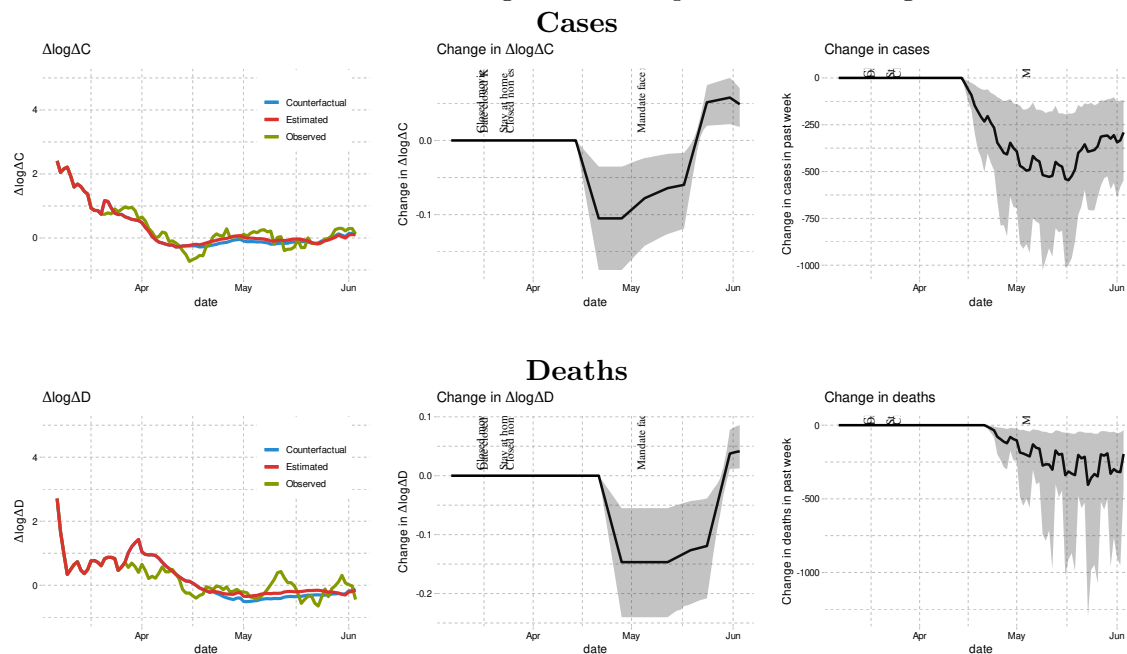 Cases
ΔlogΔC
Counterfactual
Estimated
Observed
ΔlogΔC
4
2
0
Apr
May
Jun
date
Change in ΔlogΔC
Stay at home
Closed non es
Mandate face
Change in ΔlogΔC
0.0
-0.1
Apr
May
Jun
date
Change in cases
M
Change in cases in past week
0
-250
-500
-750
-1000
Apr
May
Jun
date
Deaths
ΔlogΔD
Counterfactual
Estimated
Observed
ΔlogΔD
4
2
0
Apr
May
Jun
date
Change in ΔlogΔD
Stay at hom
Closed non
Mandate fac
Change in ΔlogΔD
0.1
0.0
-0.1
-0.2
Apr
May
Jun
date
Change in deaths
M
Change in deaths in past week
0
-500
-1000
Apr
May
Jun
date